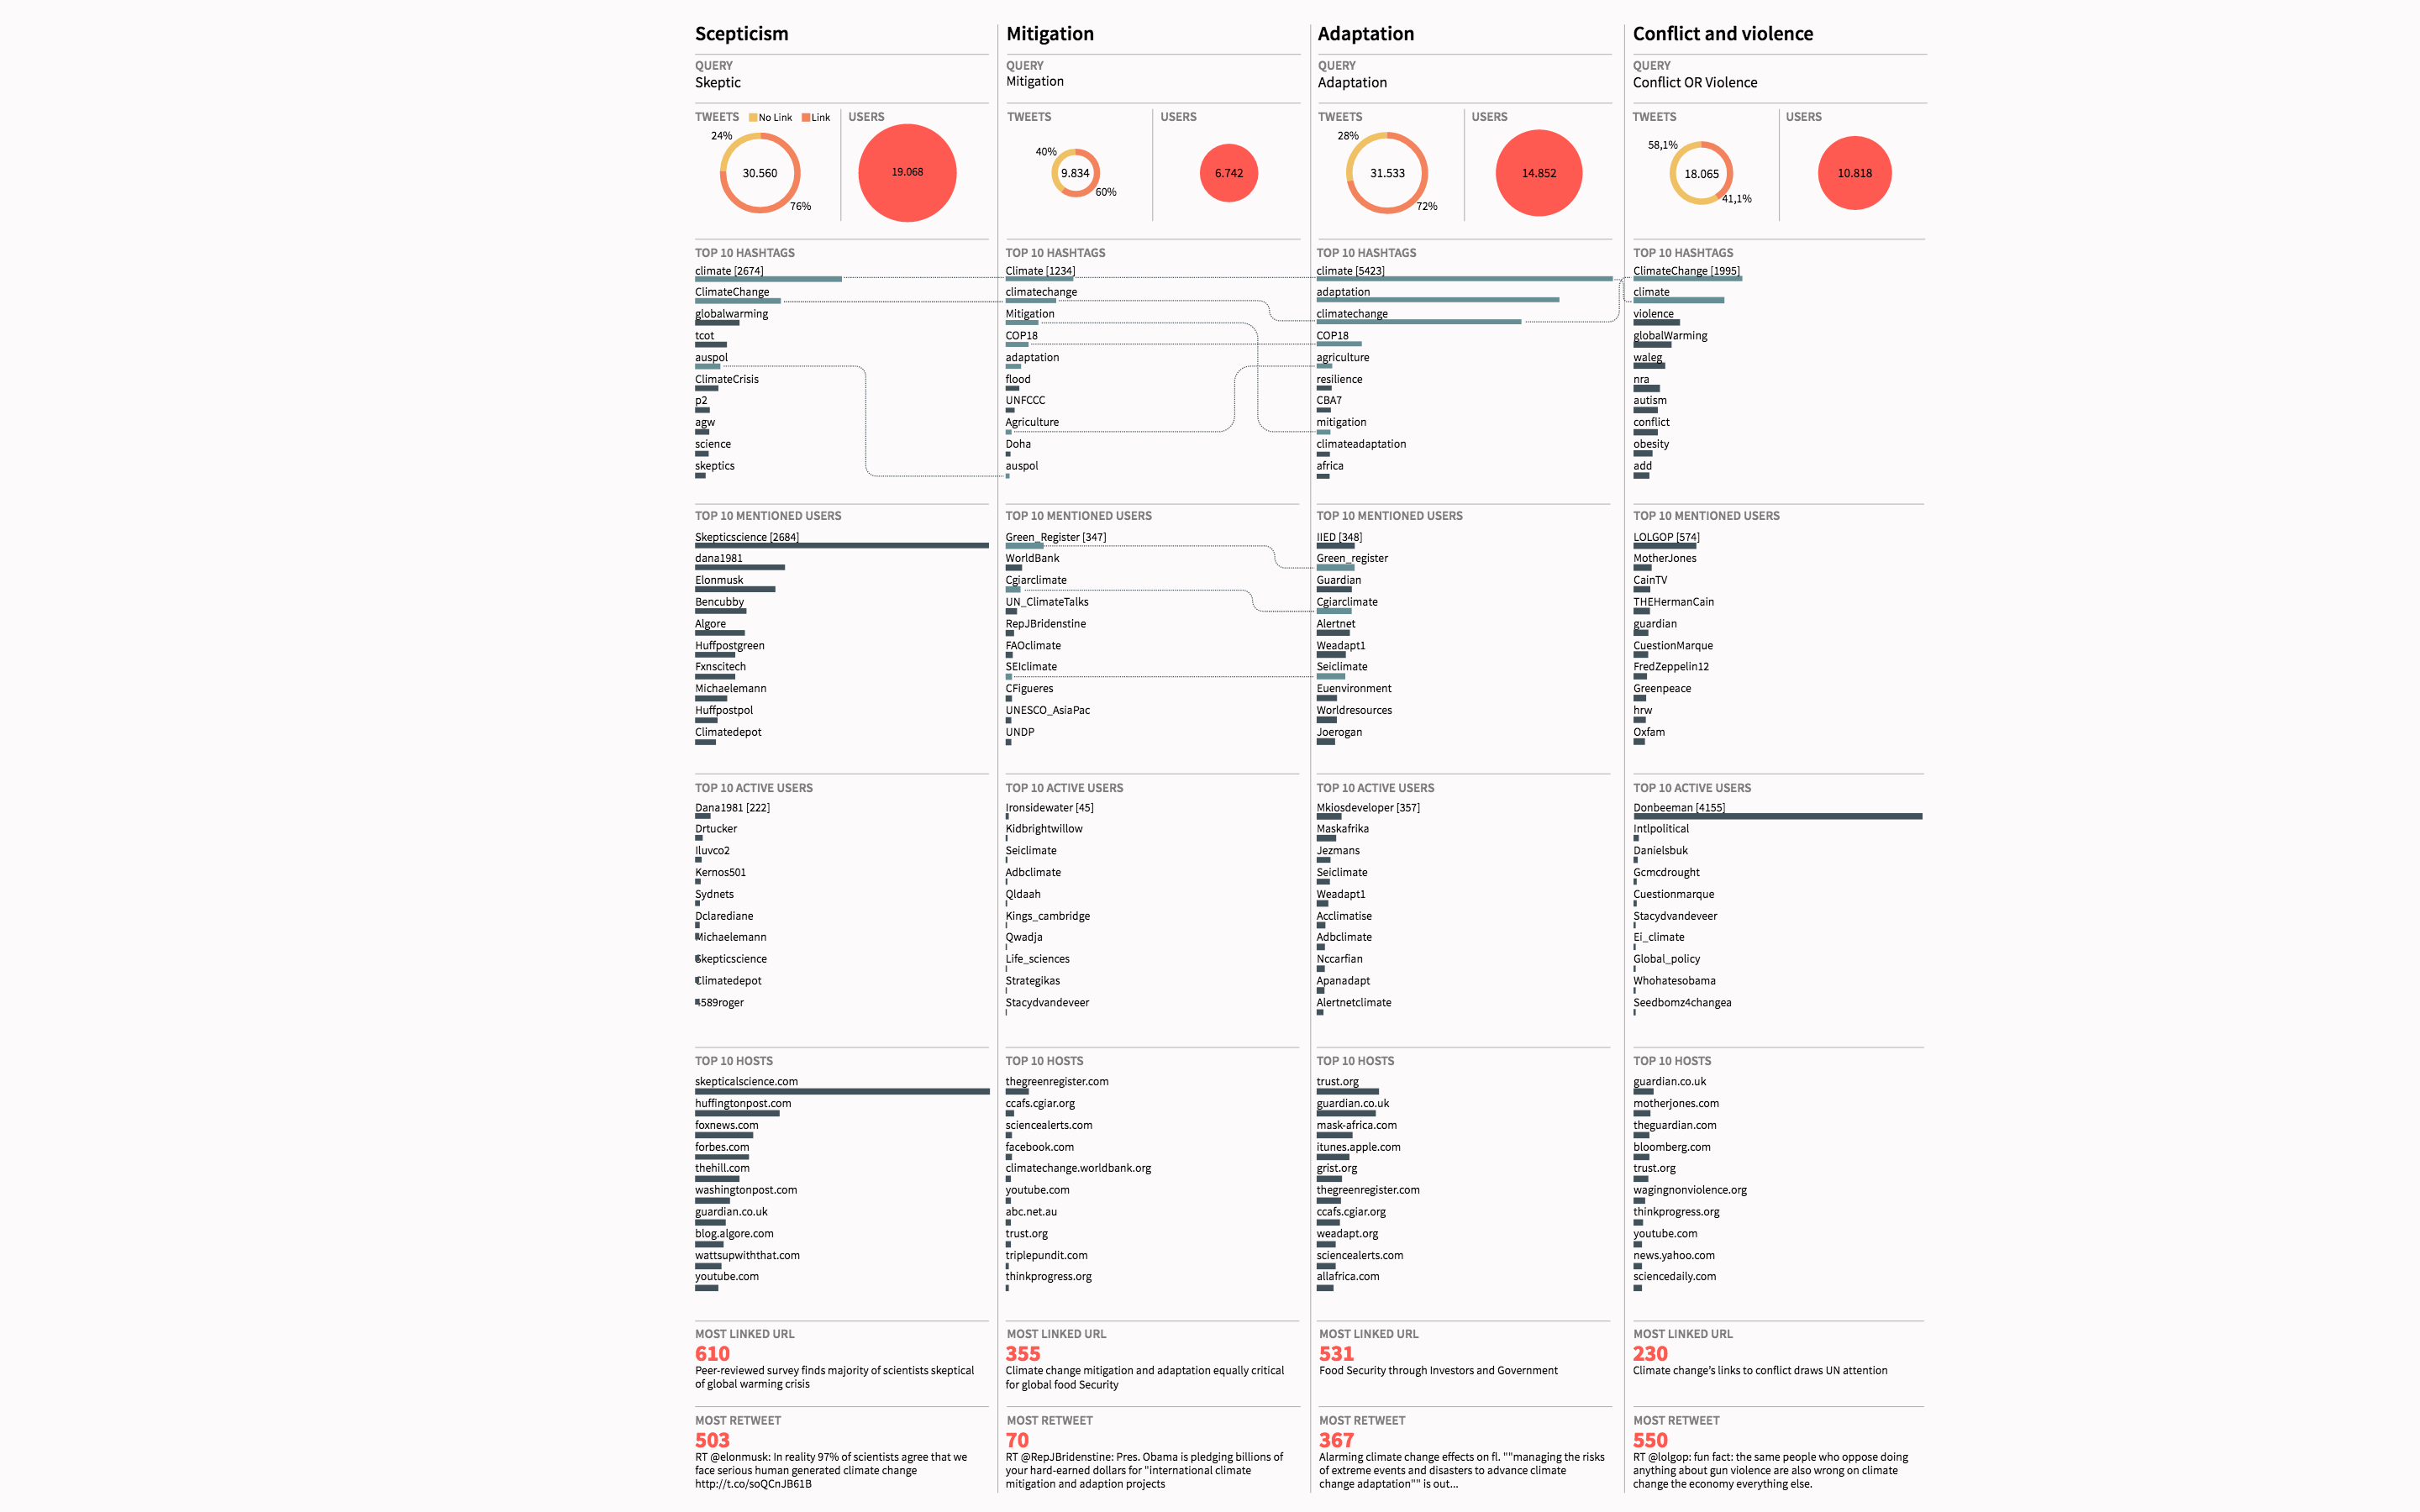 Scepticism
QUERY
Skeptic
TWEETS
No Link
Link
USERS
24%
30.560
76%
19.068
TOP 10 HASHTAGS
climate [2674]
ClimateChange
globalwarming
tcot
auspol
ClimateCrisis
p2
agw
science
skeptics
TOP 10 MENTIONED USERS
Skepticscience [2684]
dana1981
Elonmusk
Bencubby
Algore
Huffpostgreen
Fxnscitech
Michaelemann
Huffpostpol
Climatedepot
TOP 10 ACTIVE USERS
Dana1981 [222]
Drtucker
Iluvco2
Kernos501
Sydnets
Dclarediane
Michaelemann
Skepticscience
Climatedepot
4589roger
TOP 10 HOSTS
skepticalscience.com
huffingtonpost.com
foxnews.com
forbes.com
thehill.com
washingtonpost.com
guardian.co.uk
blog.algore.com
wattsupwiththat.com
youtube.com
MOST LINKED URL
610
Peer-reviewed survey finds majority of scientists skeptical
of global warming crisis
MOST RETWEET
503
RT @elonmusk: In reality 97% of scientists agree that we
face serious human generated climate change
http://t.co/soQCnJB61B
Mitigation
QUERY
Mitigation
TWEETS
USERS
40%
9.834
60%
6.742
TOP 10 HASHTAGS
Climate [1234]
climatechange
Mitigation
COP18
adaptation
flood
UNFCCC
Agriculture
Doha
auspol
TOP 10 MENTIONED USERS
Green_Register [347]
WorldBank
Cgiarclimate
UN_ClimateTalks
RepJBridenstine
FAOclimate
SEIclimate
CFigueres
UNESCO_AsiaPac
UNDP
TOP 10 ACTIVE USERS
Ironsidewater [45]
Kidbrightwillow
Seiclimate
Adbclimate
Qldaah
Kings_cambridge
Qwadja
Life_sciences
Strategikas
Stacydvandeveer
TOP 10 HOSTS
thegreenregister.com
ccafs.cgiar.org
sciencealerts.com
facebook.com
climatechange.worldbank.org
youtube.com
abc.net.au
trust.org
triplepundit.com
thinkprogress.org
MOST LINKED URL
355
Climate change mitigation and adaptation equally critical
for global food Security
MOST RETWEET
70
RT @RepJBridenstine: Pres. Obama is pledging billions of
your hard-earned dollars for "international climate
mitigation and adaption projects
Adaptation
QUERY
Adaptation
TWEETS
USERS
28%
31.533
72%
14.852
TOP 10 HASHTAGS
climate [5423]
adaptation
climatechange
COP18
agriculture
resilience
CBA7
mitigation
climateadaptation
africa
TOP 10 MENTIONED USERS
IIED [348]
Green_register
Guardian
Cgiarclimate
Alertnet
Weadapt1
Seiclimate
Euenvironment
Worldresources
Joerogan
TOP 10 ACTIVE USERS
Mkiosdeveloper [357]
Maskafrika
Jezmans
Seiclimate
Weadapt1
Acclimatise
Adbclimate
Nccarfian
Apanadapt
Alertnetclimate
TOP 10 HOSTS
trust.org
guardian.co.uk
mask-africa.com
itunes.apple.com
grist.org
thegreenregister.com
ccafs.cgiar.org
weadapt.org
sciencealerts.com
allafrica.com
MOST LINKED URL
531
Food Security through Investors and Government
MOST RETWEET
367
Alarming climate change effects on fl. ""managing the risks
of extreme events and disasters to advance climate
change adaptation"" is out...
Conflict and violence
QUERY
Conflict OR Violence
TWEETS
USERS
58,1%
18.065
41,1%
10.818
TOP 10 HASHTAGS
ClimateChange [1995]
climate
violence
globalWarming
waleg
nra
autism
conflict
obesity
add
TOP 10 MENTIONED USERS
LOLGOP [574]
MotherJones
CainTV
THEHermanCain
guardian
CuestionMarque
FredZeppelin12
Greenpeace
hrw
Oxfam
TOP 10 ACTIVE USERS
Donbeeman [4155]
Intlpolitical
Danielsbuk
Gcmcdrought
Cuestionmarque
Stacydvandeveer
Ei_climate
Global_policy
Whohatesobama
Seedbomz4changea
TOP 10 HOSTS
guardian.co.uk
motherjones.com
theguardian.com
bloomberg.com
trust.org
wagingnonviolence.org
thinkprogress.org
youtube.com
news.yahoo.com
sciencedaily.com
MOST LINKED URL
230
Climate change's links to conflict draws UN attention
MOST RETWEET
550
RT @lolgop: fun fact: the same people who oppose doing
anything about gun violence are also wrong on climate
change the economy everything else.